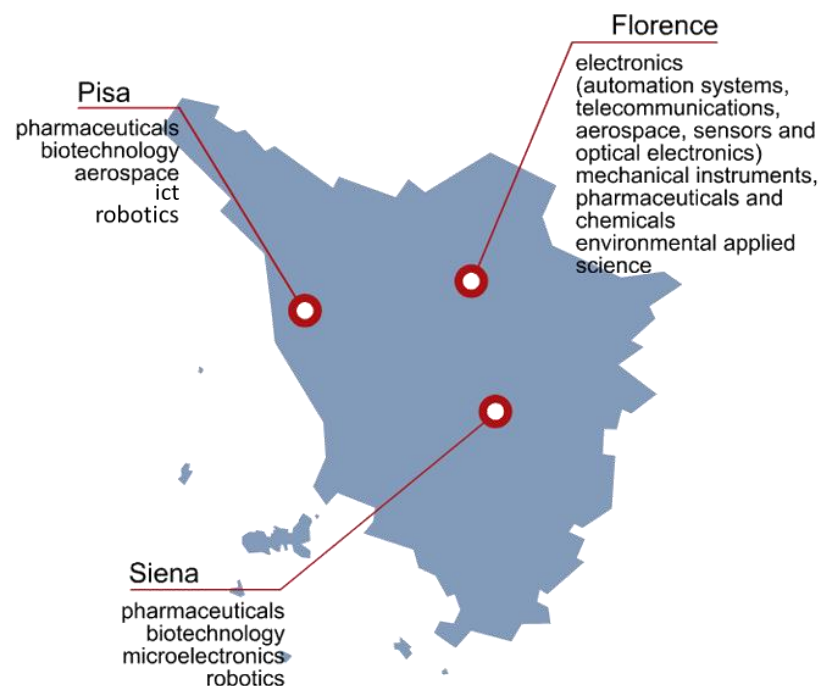 Florence
electronics
(automation systems,
telecommunications,
aerospace, sensors and
optical electronics)
mechanical instruments,
pharmaceuticals and
chemicals
environmental applied
science
Pisa
pharmaceuticals
biotechnology
aerospace
ict
robotics
Siena
pharmaceuticals
biotechnology
microelectronics
robotics